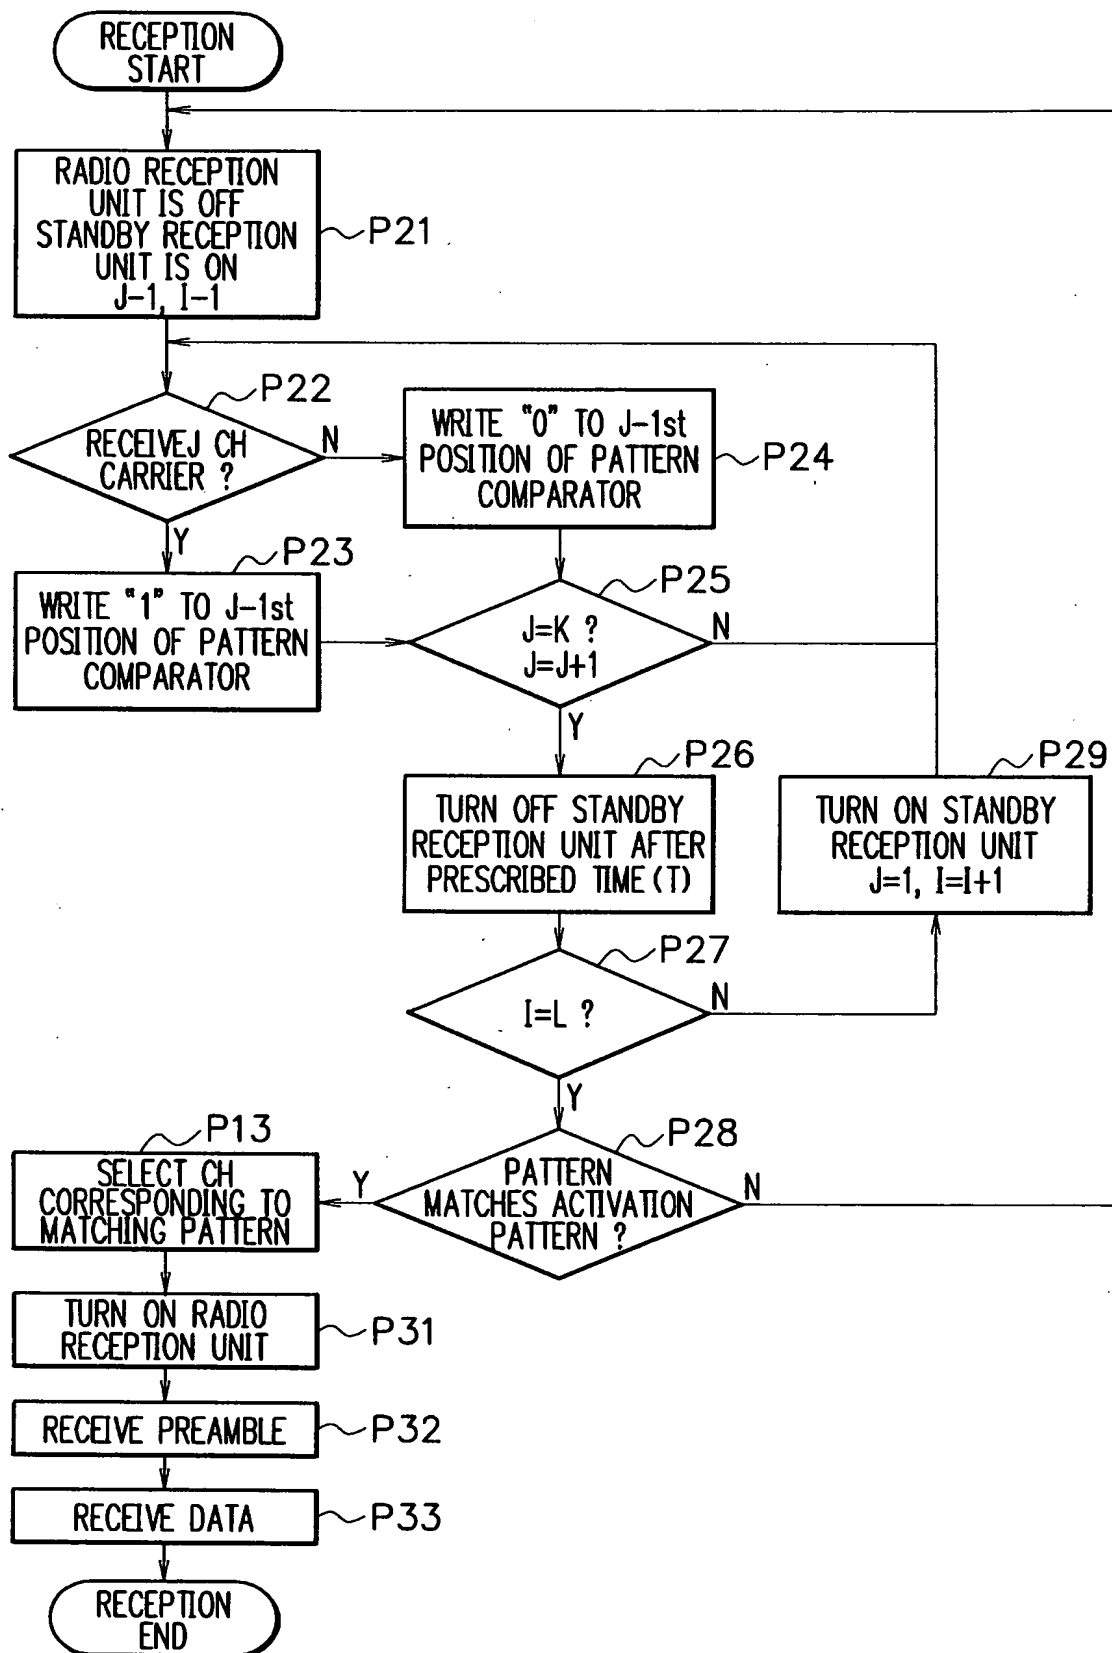 RECEPTION
START
RADIO RECEPTION
UNIT IS OFF
STANDBY RECEPTION
UNIT IS ON
J-1, I-1
P21
P22
RECEIVEJ CH
CARRIER ?
N
Y
WRITE "0" TO J-1st
POSITION OF PATTERN
COMPARATOR
P24
P23
WRITE "1" TO J-1st
POSITION OF PATTERN
COMPARATOR
P25
J=K ?
J=J+1
N
Y
P26
TURN OFF STANDBY
RECEPTION UNIT AFTER
PRESCRIBED TIME(T)
P29
TURN ON STANDBY
RECEPTION UNIT
J=1, I=I+1
P27
I=L ?
N
Y
P28
PATTERN
MATCHES ACTIVATION
PATTERN ?
Y
N
P13
SELECT CH
CORRESPONDING TO
MATCHING PATTERN
TURN ON RADIO
RECEPTION UNIT
P31
RECEIVE PREAMBLE
P32
RECEIVE DATA
P33
RECEPTION
END